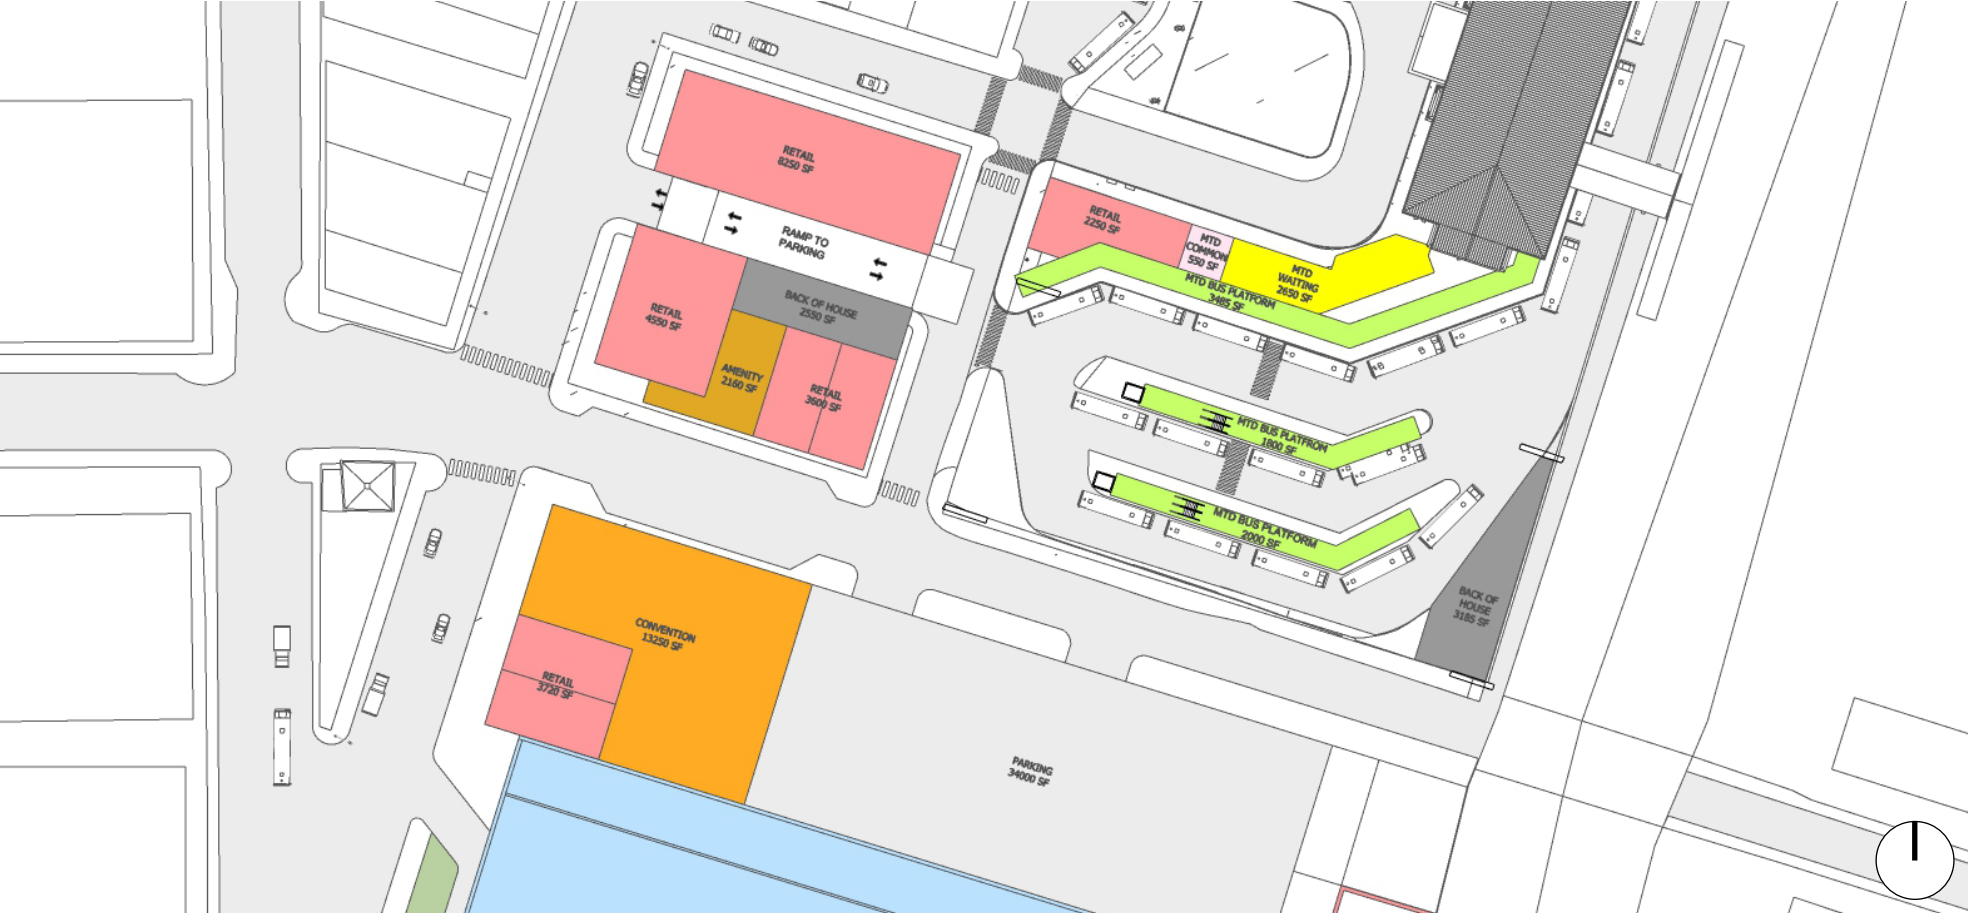 RETAIL
8250 SF
RAMP TO
PARKING
RETAIL
2250 SF
MTD
COMMON
550 SF
MTD
WAITING
2650 SF
MTD BUS PLATFORM
3485 SF
RETAIL
4550 SF
BACK OF HOUSE
2550 SF
AMENITY
2160 SF
RETAIL
3600 SF
MTD BUS PLATFROM
1800 SF
MTD BUS PLATFORM
2000 SF
BACK OF
HOUSE
3185 SF
CONVENTION
13250 SF
RETAIL
3720 SF
PARKING
34000 SF